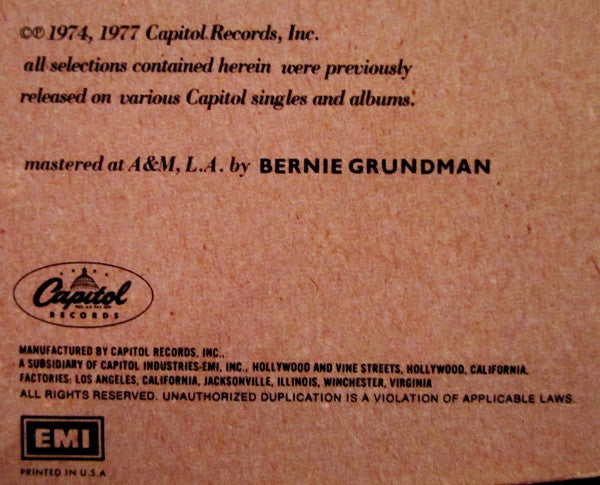 ©℗ 1974, 1977 Capitol Records, Inc.
all selections contained herein were previously
released on various Capitol singles and albums.
mastered at A&M, L.A. by BERNIE GRUNDMAN
Capitol
RECORDS
MANUFACTURED BY CAPITOL RECORDS, INC.,
A SUBSIDIARY OF CAPITOL INDUSTRIES-EMI, INC., HOLLYWOOD AND VINE STREETS, HOLLYWOOD, CALIFORNIA.
FACTORIES: LOS ANGELES, CALIFORNIA, JACKSONVILLE, ILLINOIS, WINCHESTER, VIRGINIA
ALL RIGHTS RESERVED. UNAUTHORIZED DUPLICATION IS A VIOLATION OF APPLICABLE LAWS.
EMI
PRINTED IN U.S.A